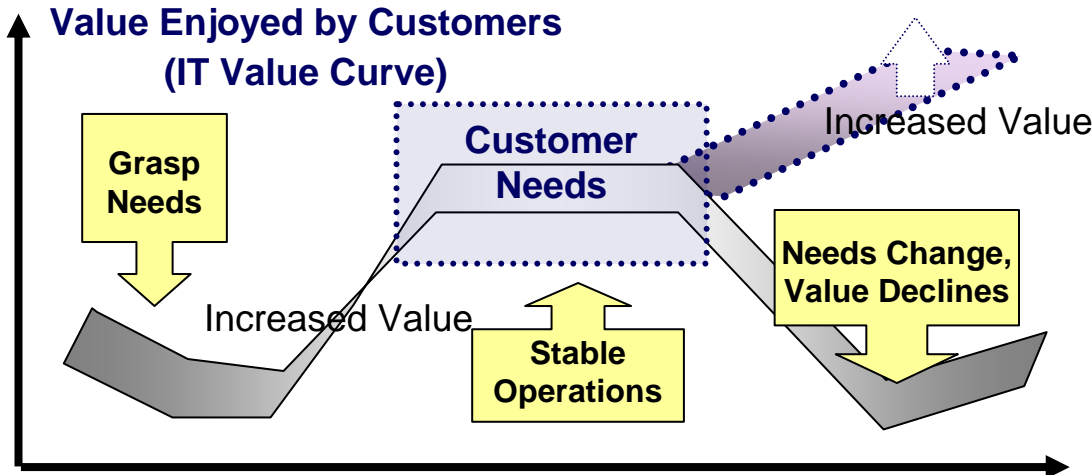 Value Enjoyed by Customers
(IT Value Curve)
Increased Value
Customer
Needs
Grasp
Needs
Needs Change,
Value Declines
Increased Value
Stable
Operations